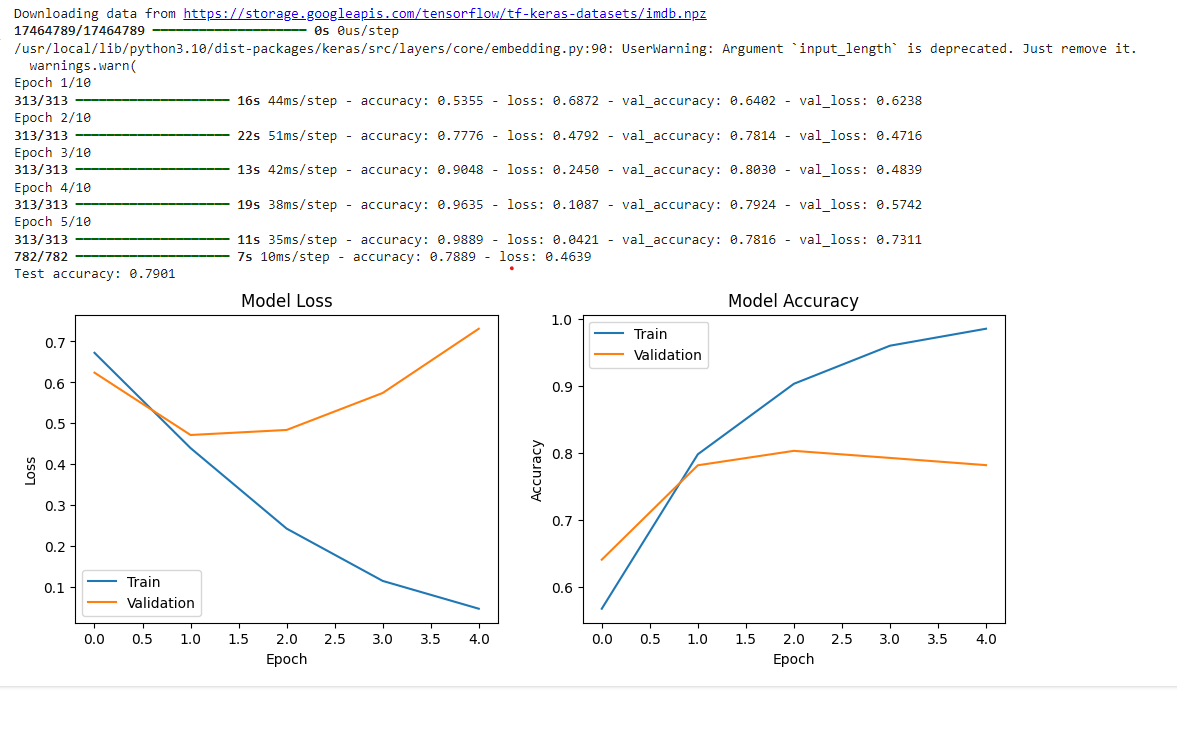 Downloading data from https://storage.googleapis.com/tensorflow/tf-keras-datasets/imdb.npz
17464789/17464789 0s 0us/step
/usr/local/lib/python3.10/dist-packages/keras/src/layers/core/embedding.py:90: UserWarning: Argument `input_length` is deprecated. Just remove it.
warnings.warn(
Epoch 1/10
313/313 16s 44ms/step - accuracy: 0.5355 - loss: 0.6872 - val_accuracy: 0.6402 - val_loss: 0.6238
Epoch 2/10
313/313 22s 51ms/step - accuracy: 0.7776 - loss: 0.4792 - val_accuracy: 0.7814 - val_loss: 0.4716
Epoch 3/10
313/313 13s 42ms/step - accuracy: 0.9048 - loss: 0.2450 - val_accuracy: 0.8030 - val_loss: 0.4839
Epoch 4/10
313/313 19s 38ms/step - accuracy: 0.9635 - loss: 0.1087 - val_accuracy: 0.7924 - val_loss: 0.5742
Epoch 5/10
313/313 11s 35ms/step - accuracy: 0.9889 - loss: 0.0421 - val_accuracy: 0.7816 - val_loss: 0.7311
782/782 7s 10ms/step - accuracy: 0.7889 - loss: 0.4639
Test accuracy: 0.7901
Model Loss
0.7
0.6
0.5
0.4
0.3
0.2
0.1
Loss
Train
Validation
0.0 0.5 1.0 1.5 2.0 2.5 3.0 3.5 4.0
Epoch
Model Accuracy
1.0
0.9
0.8
0.7
0.6
Accuracy
Train
Validation
0.0 0.5 1.0 1.5 2.0 2.5 3.0 3.5 4.0
Epoch